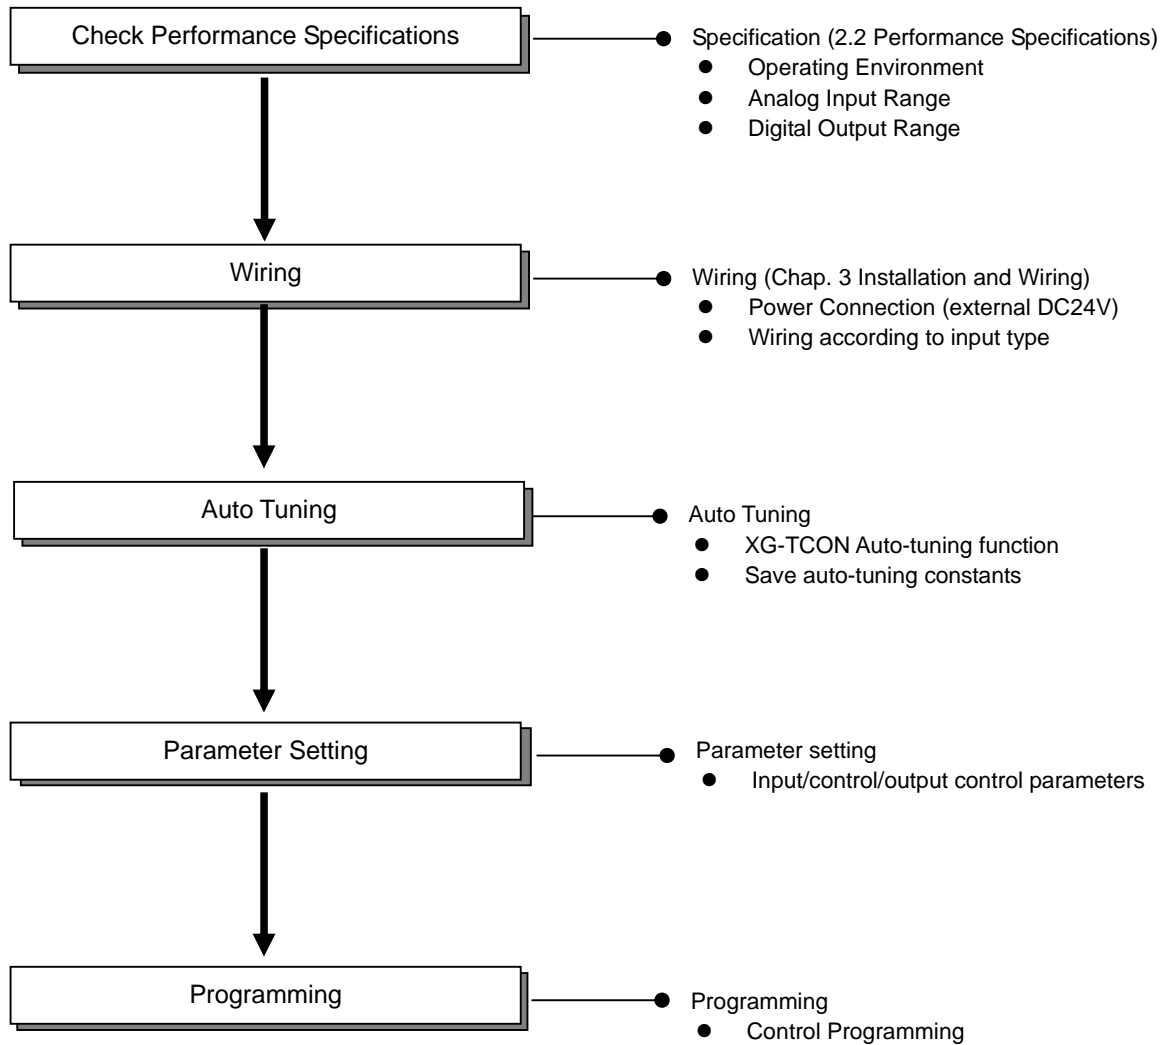 Check Performance Specifications
Specification (2.2 Performance Specifications)
● Operating Environment
● Analog Input Range
● Digital Output Range
Wiring
Wiring (Chap. 3 Installation and Wiring)
● Power Connection (external DC24V)
● Wiring according to input type
Auto Tuning
Auto Tuning
● XG-TCON Auto-tuning function
● Save auto-tuning constants
Parameter Setting
Parameter setting
● Input/control/output control parameters
Programming
Programming
● Control Programming